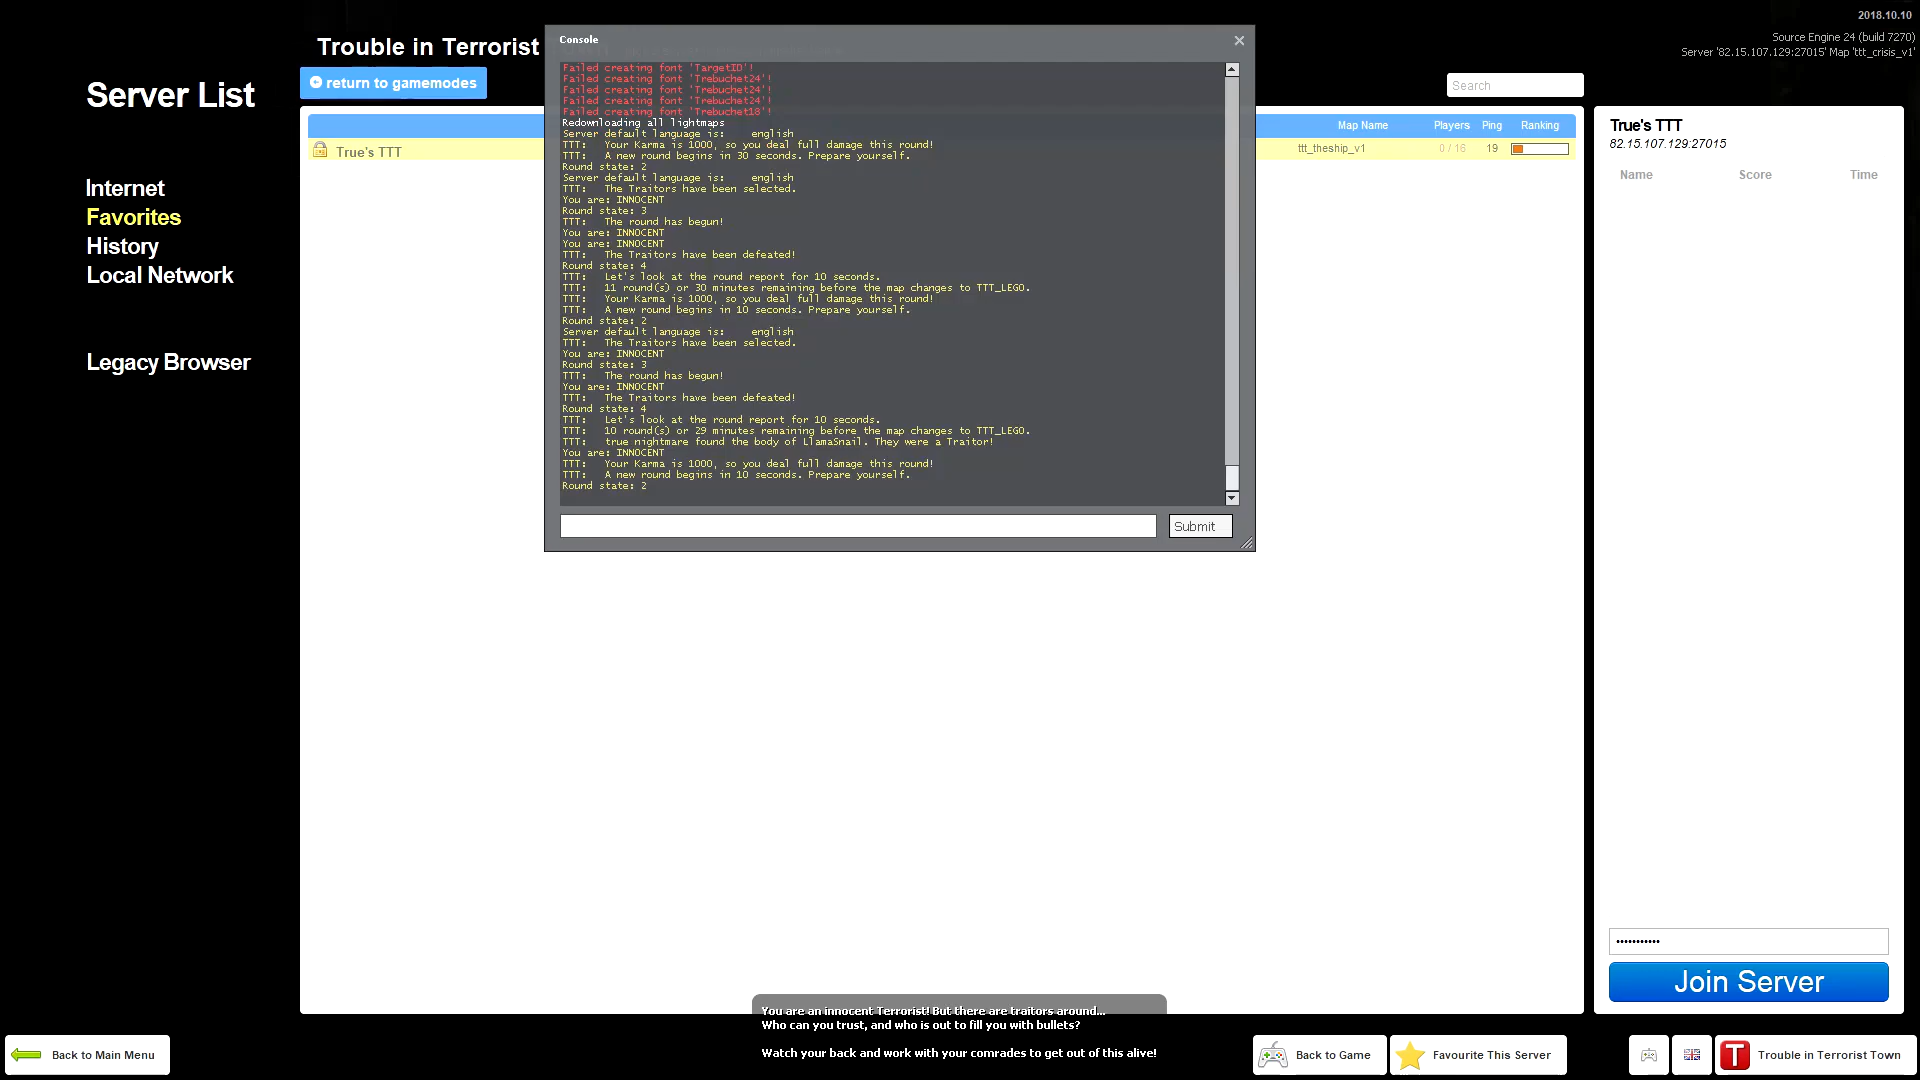 2018.10.10
Source Engine 24 (build 7270)
Server '82.15.107.129:27015' Map 'ttt_crisis_v1'
Trouble in Terrorist
Server List
return to gamemodes
Internet
Favorites
History
Local Network
Legacy Browser
True's TTT
Console
Failed creating font 'TargetID'!
Failed creating font 'Trebuchet24'!
Failed creating font 'Trebuchet24'!
Failed creating font 'Trebuchet24'!
Failed creating font 'Trebuchet18'!
Redownloading all lightmaps
Server default language is: english
TTT: Your Karma is 1000, so you deal full damage this round!
TTT: A new round begins in 30 seconds. Prepare yourself.
Round state: 2
Server default language is: english
TTT: The Traitors have been selected.
You are: INNOCENT
Round state: 3
TTT: The round has begun!
You are: INNOCENT
You are: INNOCENT
TTT: The Traitors have been defeated!
Round state: 4
TTT: Let's look at the round report for 10 seconds.
TTT: 11 round(s) or 30 minutes remaining before the map changes to TTT_LEGO.
TTT: Your Karma is 1000, so you deal full damage this round!
TTT: A new round begins in 10 seconds. Prepare yourself.
Round state: 2
Server default language is: english
TTT: The Traitors have been selected.
You are: INNOCENT
Round state: 3
TTT: The round has begun!
You are: INNOCENT
TTT: The Traitors have been defeated!
Round state: 4
TTT: Let's look at the round report for 10 seconds.
TTT: 10 round(s) or 29 minutes remaining before the map changes to TTT_LEGO.
TTT: true nightmare found the body of LlamaSnail. They were a Traitor!
You are: INNOCENT
TTT: Your Karma is 1000, so you deal full damage this round!
TTT: A new round begins in 10 seconds. Prepare yourself.
Round state: 2
Submit
Search
Map Name Players Ping Ranking
ttt_theship_v1 0 / 16 19
True's TTT
82.15.107.129:27015
Name Score Time
Join Server
You are an innocent Terrorist! But there are traitors around...
Who can you trust, and who is out to fill you with bullets?
Watch your back and work with your comrades to get out of this alive!
Back to Main Menu
Back to Game
Favourite This Server
T
Trouble in Terrorist Town